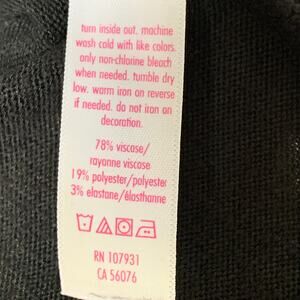 turn inside out. machine
wash cold with like colors.
only non-chlorine bleach
when needed. tumble dry
low. warm iron on reverse
if needed. do not iron on
decoration.
78% viscose/
rayonne viscose
19% polyester/polyester
3% elastane/élasthanne
RN 107931
CA 56076